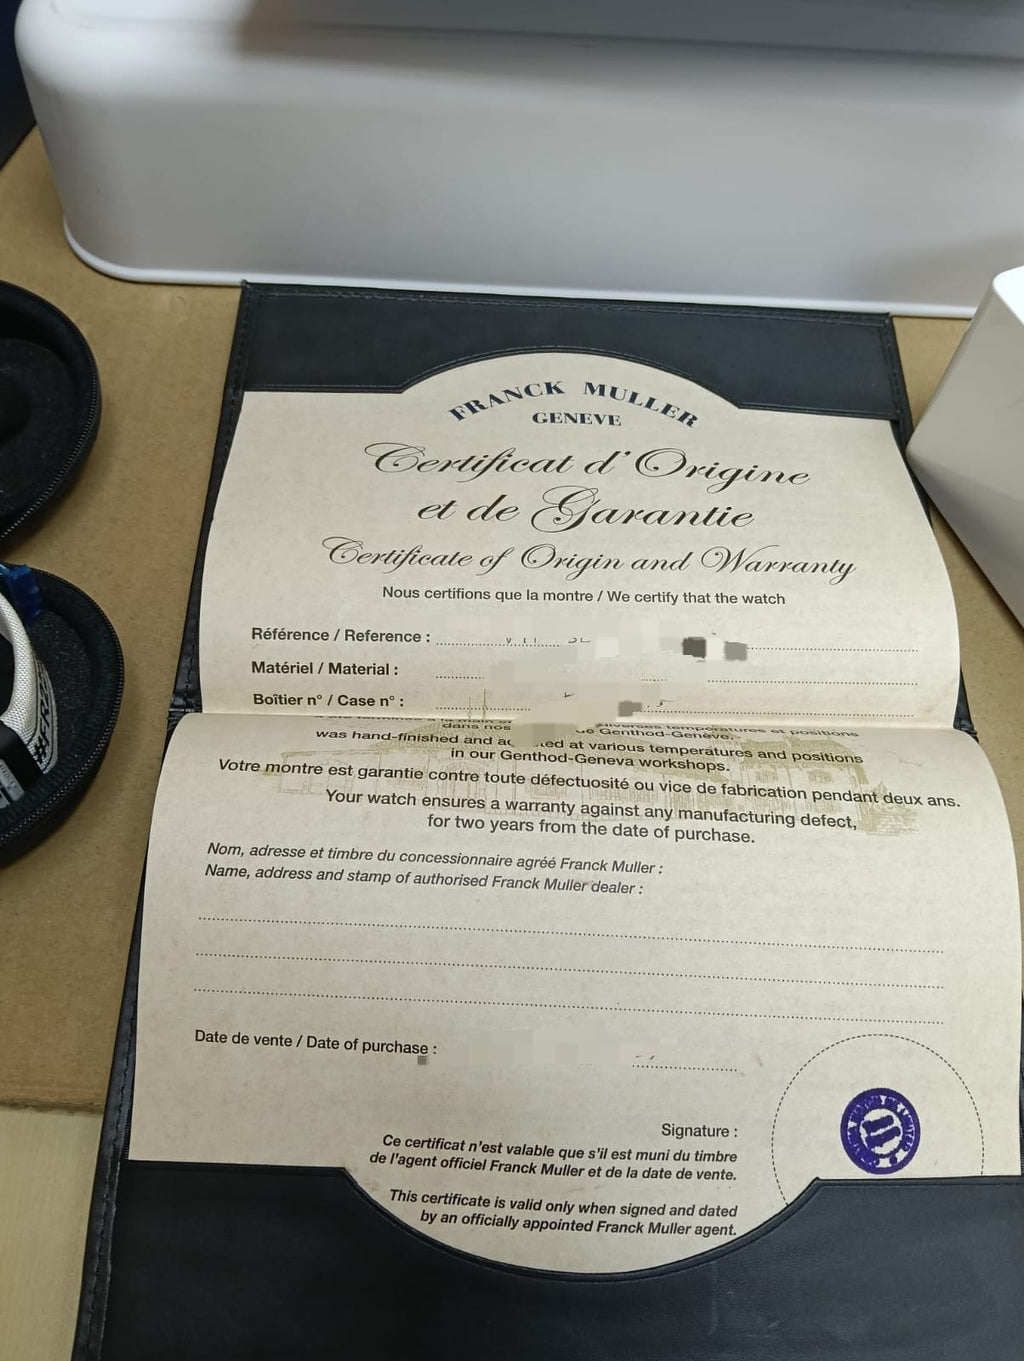 FRANCK MULLER
GENEVE
Certificat d'Origine
et de Garantie
Certificate of Origin and Warranty
Nous certifions que la montre / We certify that the watch
Référence / Reference :
Matériel / Material :
Boîtier n° / Case n° :
dans nos de Genthod-Genève.
was hand-finished and at various temperatures and positions
in our Genthod-Geneva workshops.
Votre montre est garantie contre toute défectuosité ou vice de fabrication pendant deux ans.
Your watch ensures a warranty against any manufacturing defect,
for two years from the date of purchase.
Nom, adresse et timbre du concessionnaire agréé Franck Muller :
Name, address and stamp of authorised Franck Muller dealer :
Date de vente / Date of purchase :
Signature :
Ce certificat n'est valable que s'il est muni du timbre
de l'agent officiel Franck Muller et de la date de vente.
This certificate is valid only when signed and dated
by an officially appointed Franck Muller agent.